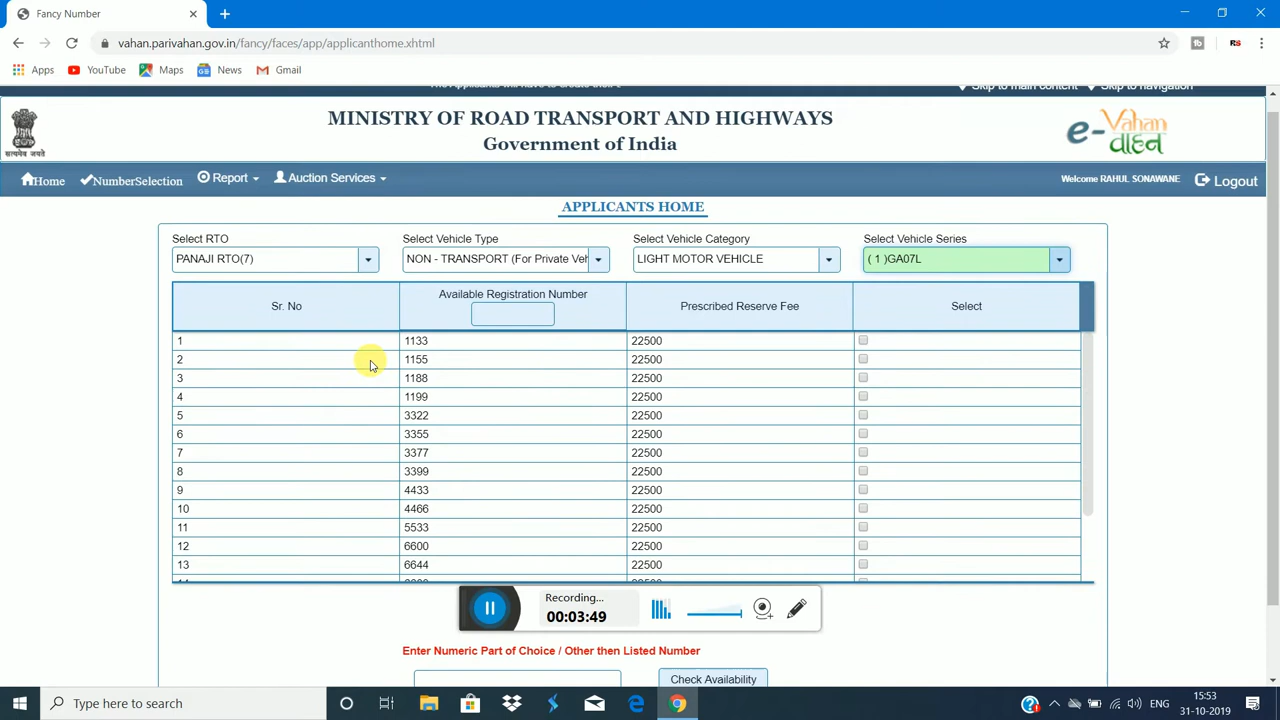 Fancy Number
vahan.parivahan.gov.in/fancy/faces/app/applicanthome.xhtml
Apps YouTube Maps News Gmail
Skip to main content Skip to navigation
MINISTRY OF ROAD TRANSPORT AND HIGHWAYS
Government of India
सत्यमेव जयते
e-Vahan
वाहन
Home NumberSelection Report Auction Services Welcome RAHUL SONAWANE Logout
APPLICANTS HOME
Select RTO Select Vehicle Type Select Vehicle Category Select Vehicle Series
PANAJI RTO(7) NON - TRANSPORT (For Private Veh LIGHT MOTOR VEHICLE ( 1 )GA07L
Sr. No Available Registration Number Prescribed Reserve Fee Select
1 1133 22500
2 1155 22500
3 1188 22500
4 1199 22500
5 3322 22500
6 3355 22500
7 3377 22500
8 3399 22500
9 4433 22500
10 4466 22500
11 5533 22500
12 6600 22500
13 6644 22500
Recording...
00:03:49
Enter Numeric Part of Choice / Other then Listed Number
Check Availability
Type here to search
ENG
15:53
31-10-2019